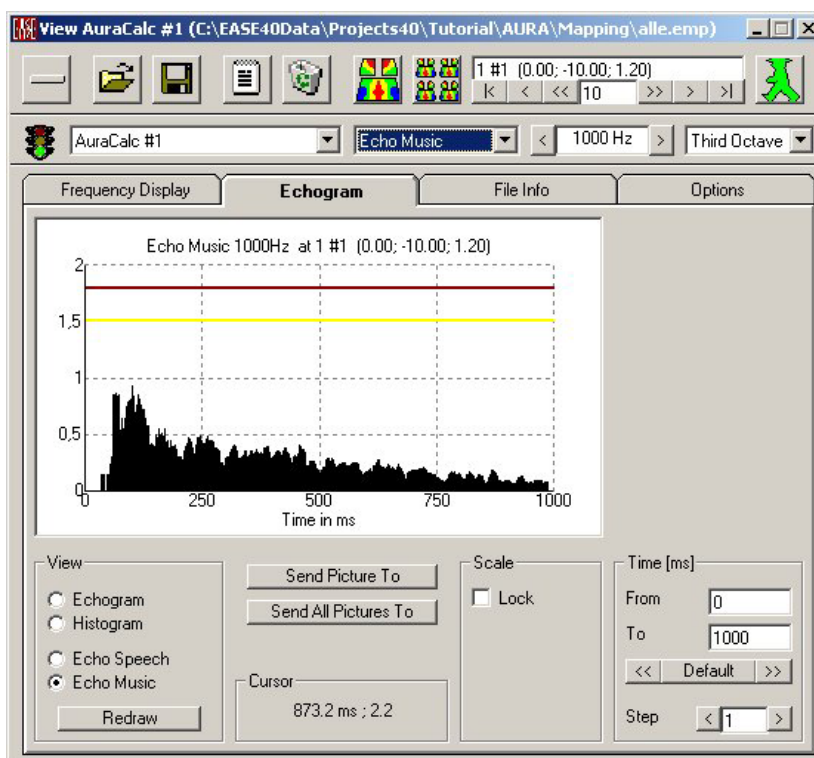 View AuraCalc #1 (C:\EASE40Data\Projects40\Tutorial\AURA\Mapping\alle.emp)
1 #1 (0.00; -10.00; 1.20)
|< < << 10 >> > >|
AuraCalc #1 Echo Music < 1000 Hz > Third Octave
Frequency Display Echogram File Info Options
Echo Music 1000Hz at 1 #1 (0.00; -10.00; 1.20)
2
1,5
1
0,5
0
0 250 500 750 1000
Time in ms
View
Echogram
Histogram
Echo Speech
Echo Music
Redraw
Send Picture To
Send All Pictures To
Cursor
873.2 ms ; 2.2
Scale
Lock
Time [ms]
From 0
To 1000
<< Default >>
Step < 1 >